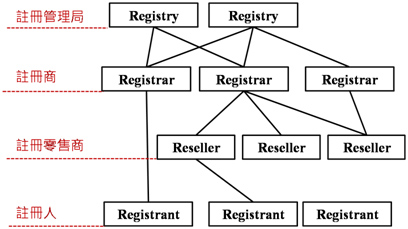 註冊管理局
Registry
Registry
註冊商
Registrar
Registrar
Registrar
註冊零售商
Reseller
Reseller
Reseller
註冊人
Registrant
Registrant
Registrant